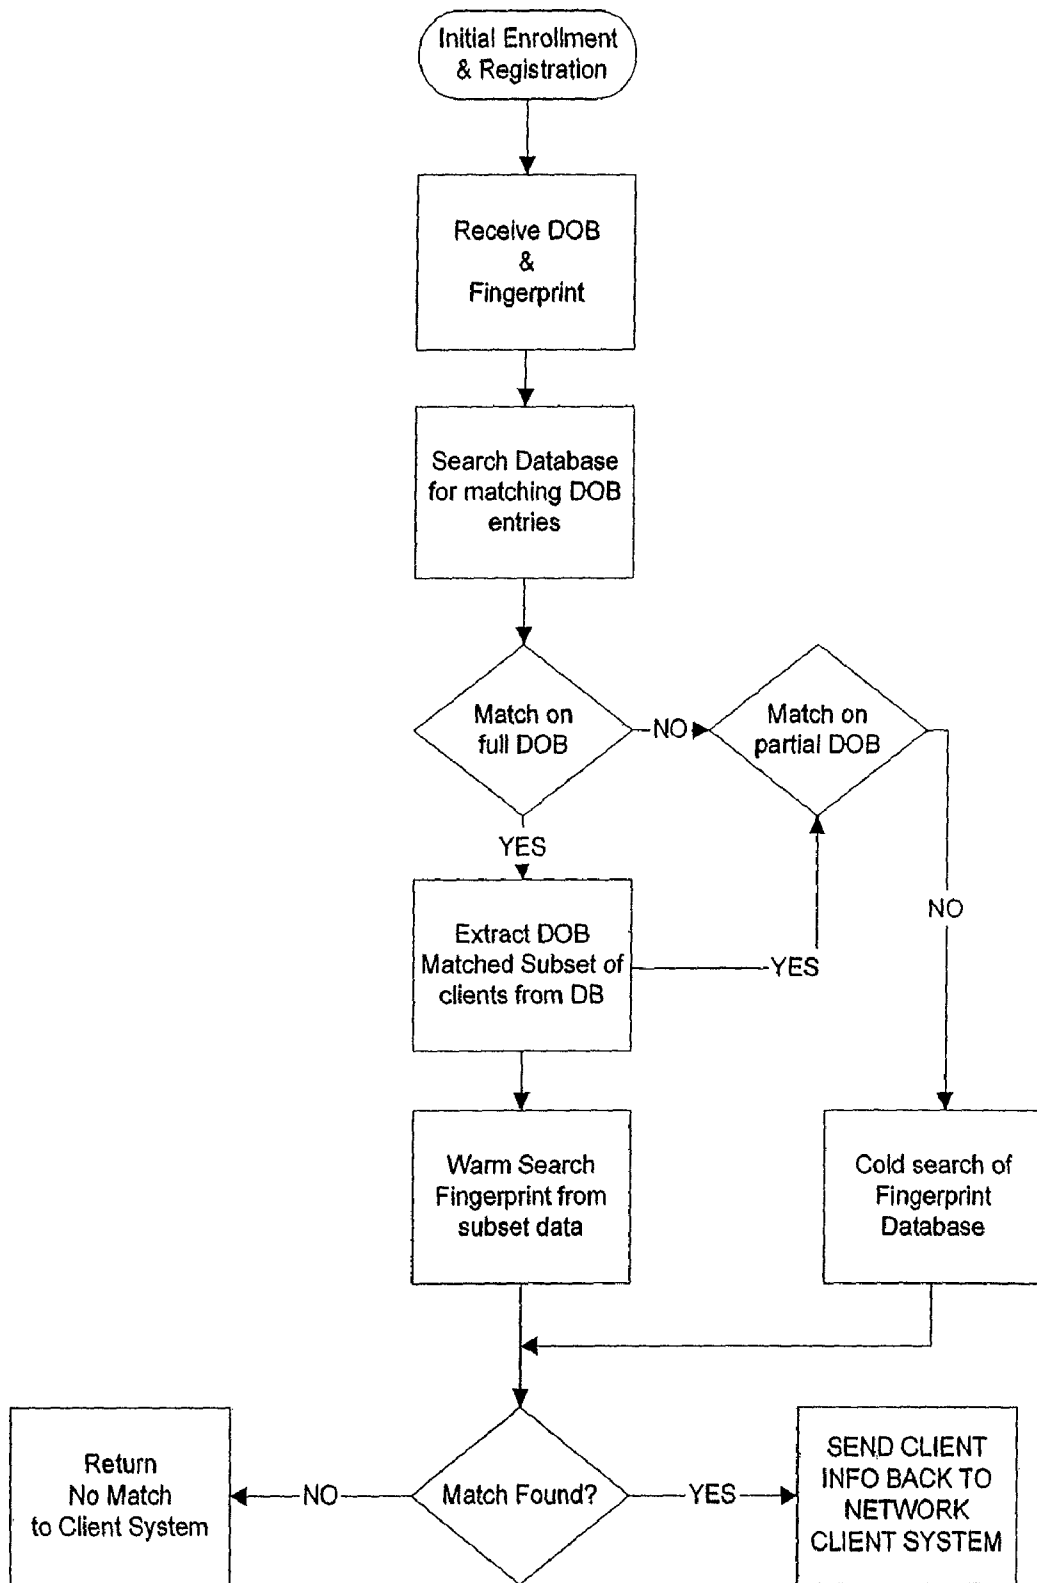 Initial Enrollment
& Registration
Receive DOB
&
Fingerprint
Search Database
for matching DOB
entries
Match on
full DOB
NO
Match on
partial DOB
YES
NO
Extract DOB
Matched Subset of
clients from DB
YES
Warm Search
Fingerprint from
subset data
Cold search of
Fingerprint
Database
Return
No Match
to Client System
NO
Match Found?
YES
SEND CLIENT
INFO BACK TO
NETWORK
CLIENT SYSTEM